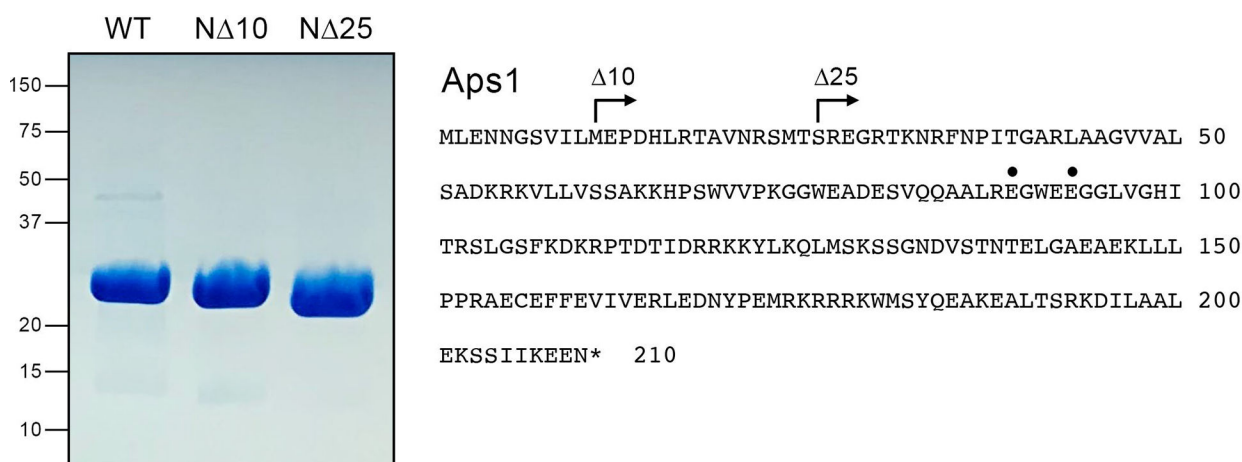 WT NΔ10 NΔ25
150
75
50
37
20
15
10
Aps1
Δ10 Δ25
MLENNGSVILMEPDHLRTAVNRSMTSREGRTKNRFNPITGARLAAGVVAL 50
SADKRKVLLVSSAKKHPSWVVPKGGWEADESVQQAALREGWEEGGLVGHI 100
TRSLGSFKDKRPTDTIDRRKKYLKQLMSKSSGNDVSTNTELGAEAEKLLL 150
PPRAECEFFEVIVERLEDNYPEMRKRRRKWMSYQEAKEALTSRKDILAAL 200
EKSSIIKEEN* 210